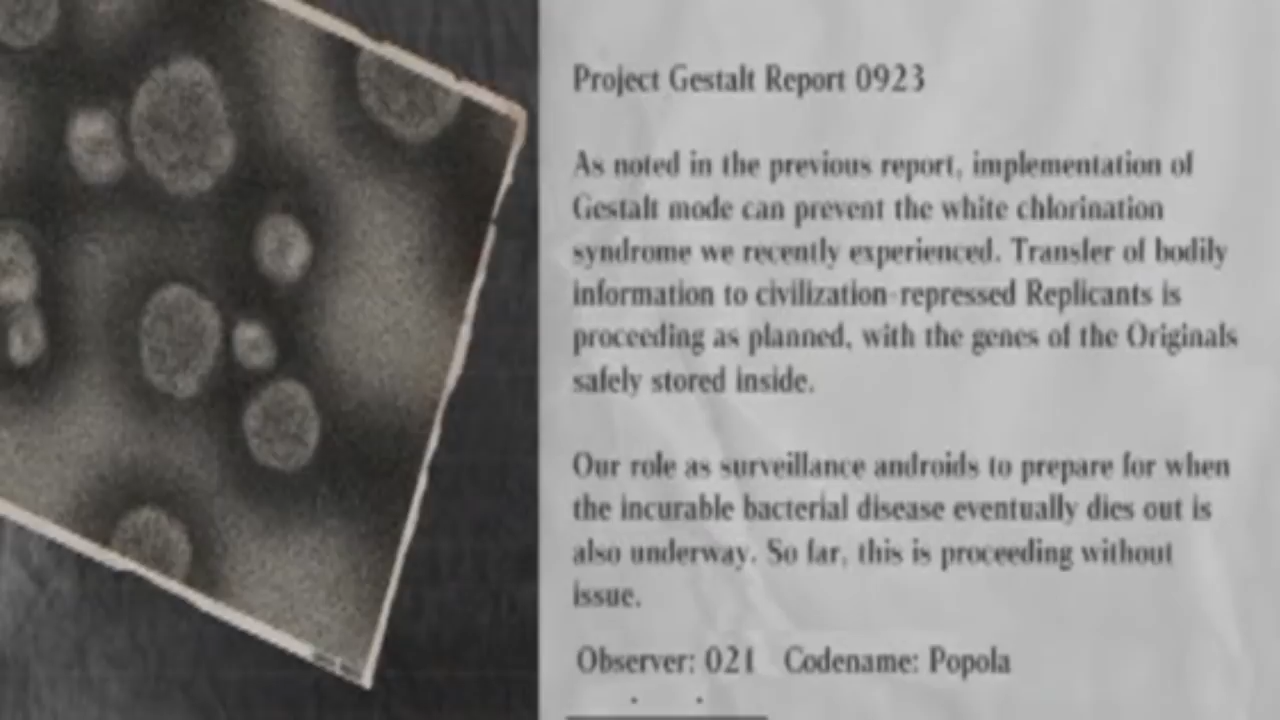 Project Gestalt Report 0923
As noted in the previous report, implementation of
Gestalt mode can prevent the white chlorination
syndrome we recently experienced. Transfer of bodily
information to civilization-repressed Replicants is
proceeding as planned, with the genes of the Originals
safely stored inside.
Our role as surveillance androids to prepare for when
the incurable bacterial disease eventually dies out is
also underway. So far, this is proceeding without
issue.
Observer: 021 Codename: Popola